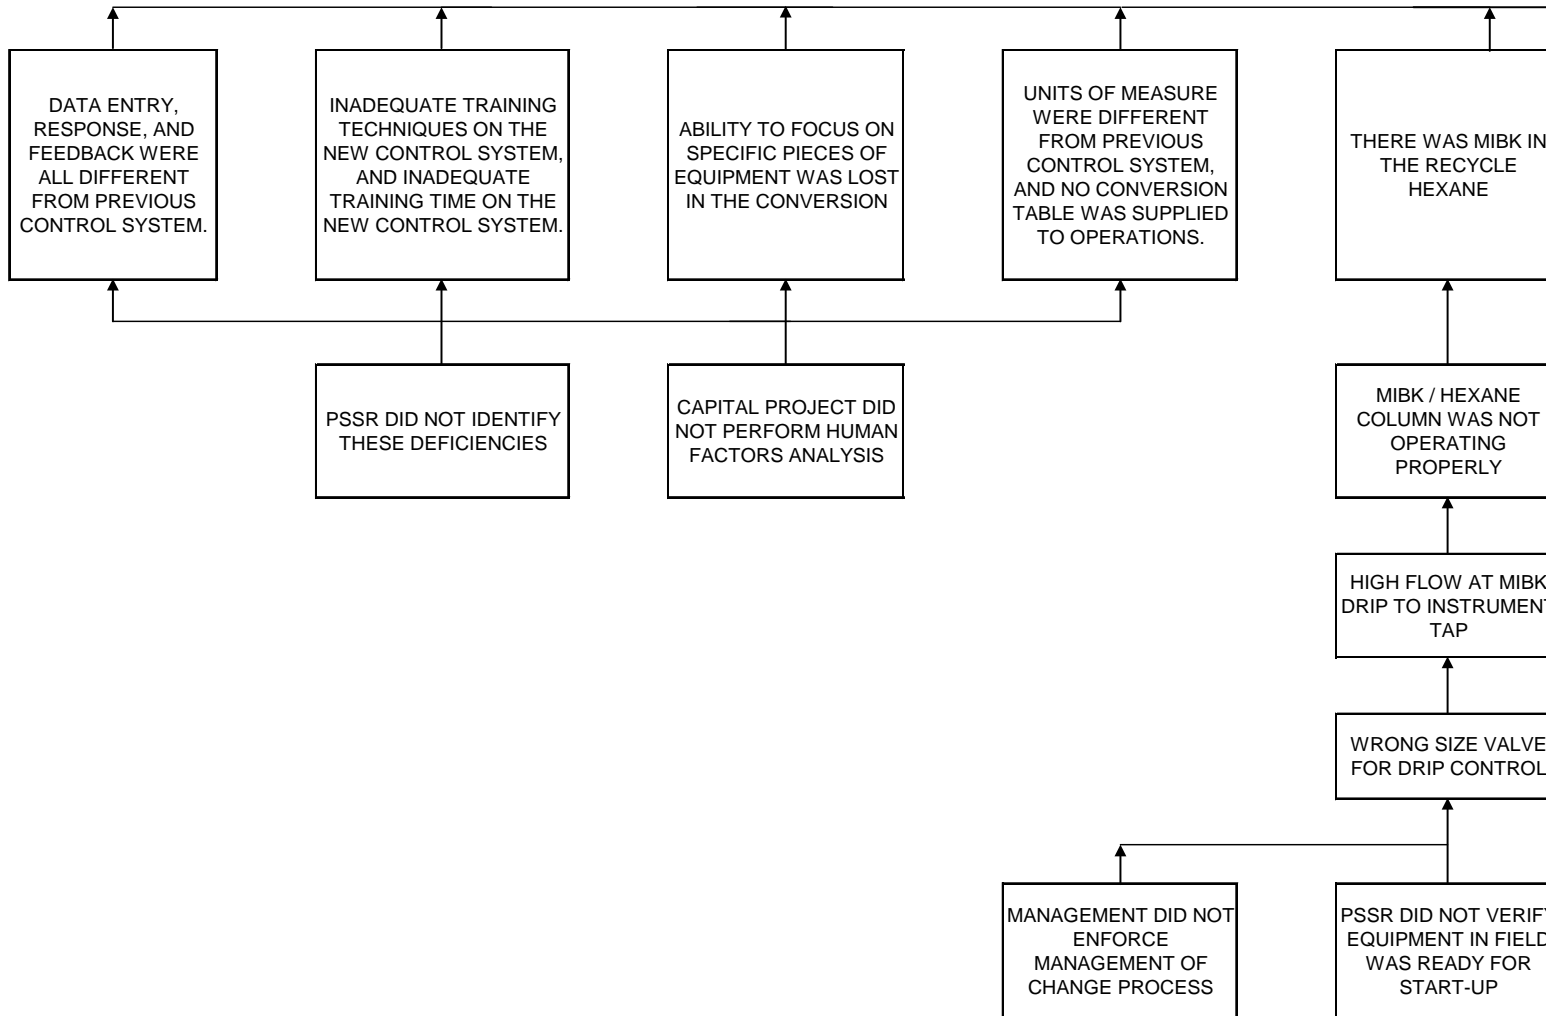 DATA ENTRY,
RESPONSE, AND
FEEDBACK WERE
ALL DIFFERENT
FROM PREVIOUS
CONTROL SYSTEM.
INADEQUATE TRAINING
TECHNIQUES ON THE
NEW CONTROL SYSTEM,
AND INADEQUATE
TRAINING TIME ON THE
NEW CONTROL SYSTEM.
ABILITY TO FOCUS ON
SPECIFIC PIECES OF
EQUIPMENT WAS LOST
IN THE CONVERSION
UNITS OF MEASURE
WERE DIFFERENT
FROM PREVIOUS
CONTROL SYSTEM,
AND NO CONVERSION
TABLE WAS SUPPLIED
TO OPERATIONS.
THERE WAS MIBK IN
THE RECYCLE
HEXANE
PSSR DID NOT IDENTIFY
THESE DEFICIENCIES
CAPITAL PROJECT DID
NOT PERFORM HUMAN
FACTORS ANALYSIS
MIBK / HEXANE
COLUMN WAS NOT
OPERATING
PROPERLY
HIGH FLOW AT MIBK
DRIP TO INSTRUMENT
TAP
WRONG SIZE VALVE
FOR DRIP CONTROL
MANAGEMENT DID NOT
ENFORCE
MANAGEMENT OF
CHANGE PROCESS
PSSR DID NOT VERIFY
EQUIPMENT IN FIELD
WAS READY FOR
START-UP